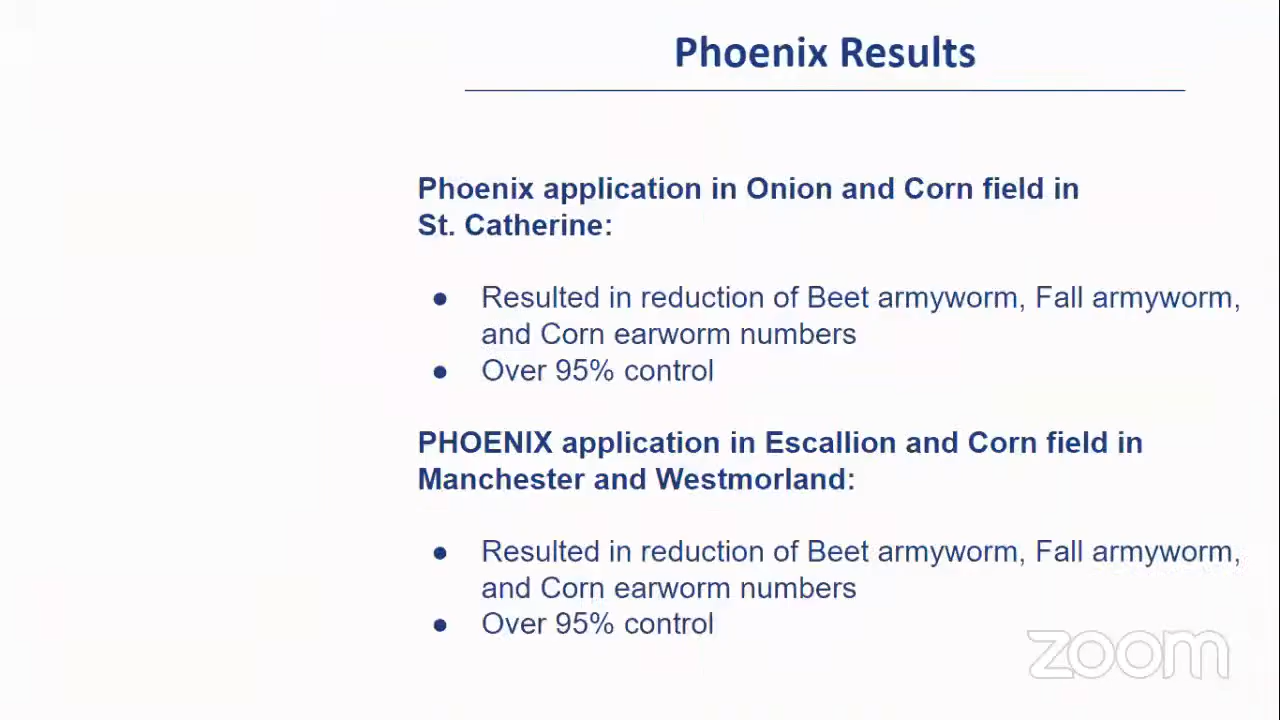 Phoenix Results
Phoenix application in Onion and Corn field in
St. Catherine:
● Resulted in reduction of Beet armyworm, Fall armyworm,
and Corn earworm numbers
● Over 95% control
PHOENIX application in Escallion and Corn field in
Manchester and Westmorland:
● Resulted in reduction of Beet armyworm, Fall armyworm,
and Corn earworm numbers
● Over 95% control
zoom